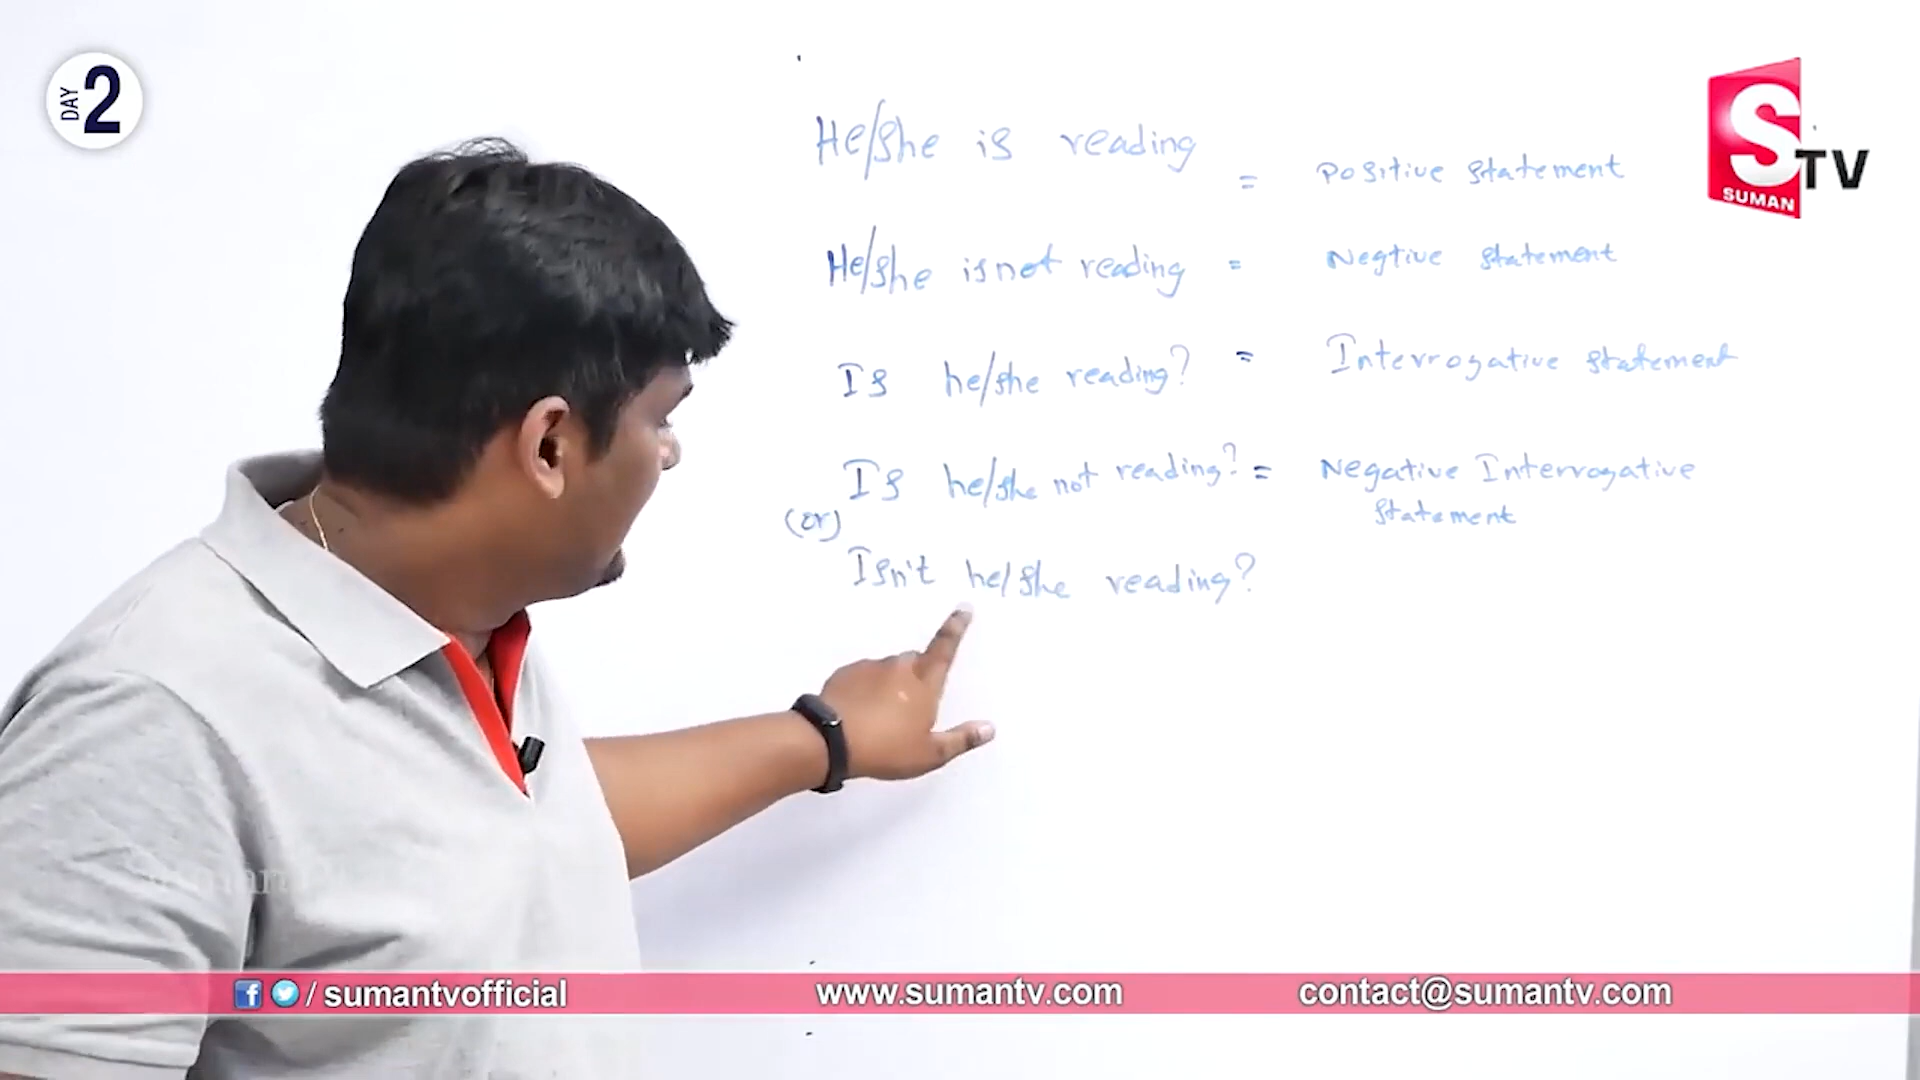 DAY 2
S TV
SUMAN
He/she is reading = Positive statement
He/she is not reading = Negtive statement
Is he/she reading? = Interrogative statement
Is he/she not reading? = Negative Interrogative
statement
(or)
Isn't he/she reading?
/ sumantvofficial www.sumantv.com contact@sumantv.com